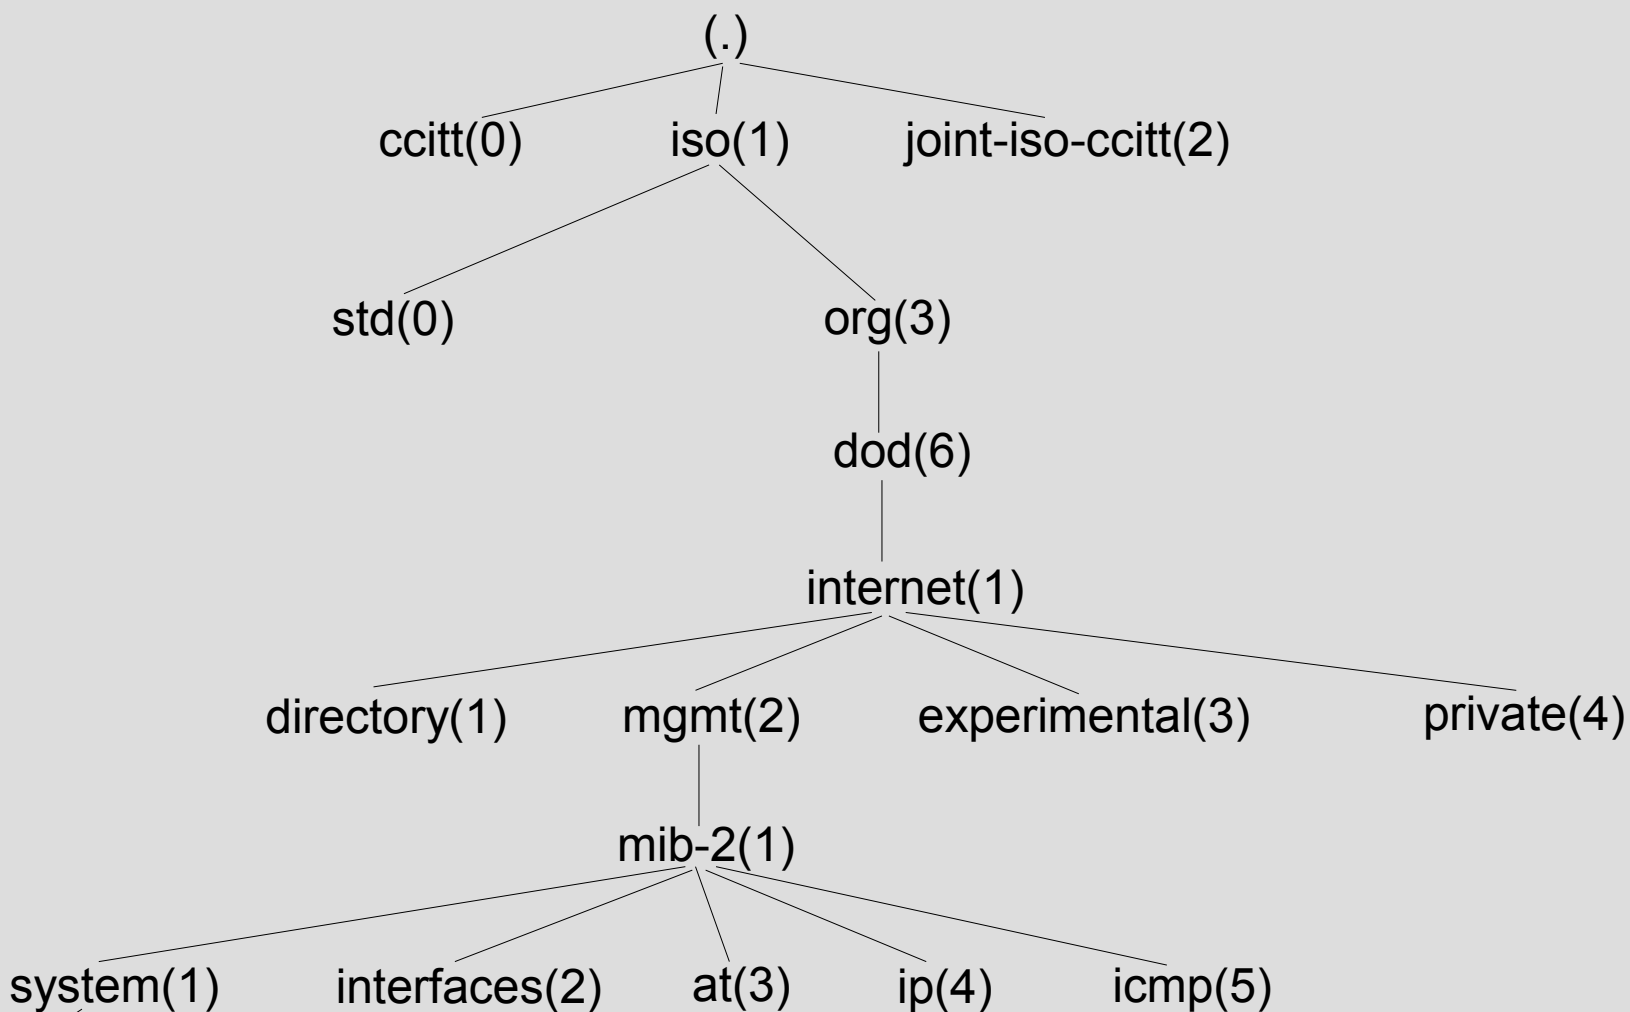 (.)
ccitt(0) iso(1) joint-iso-ccitt(2)
std(0) org(3)
dod(6)
internet(1)
directory(1) mgmt(2) experimental(3) private(4)
mib-2(1)
system(1) interfaces(2) at(3) ip(4) icmp(5)